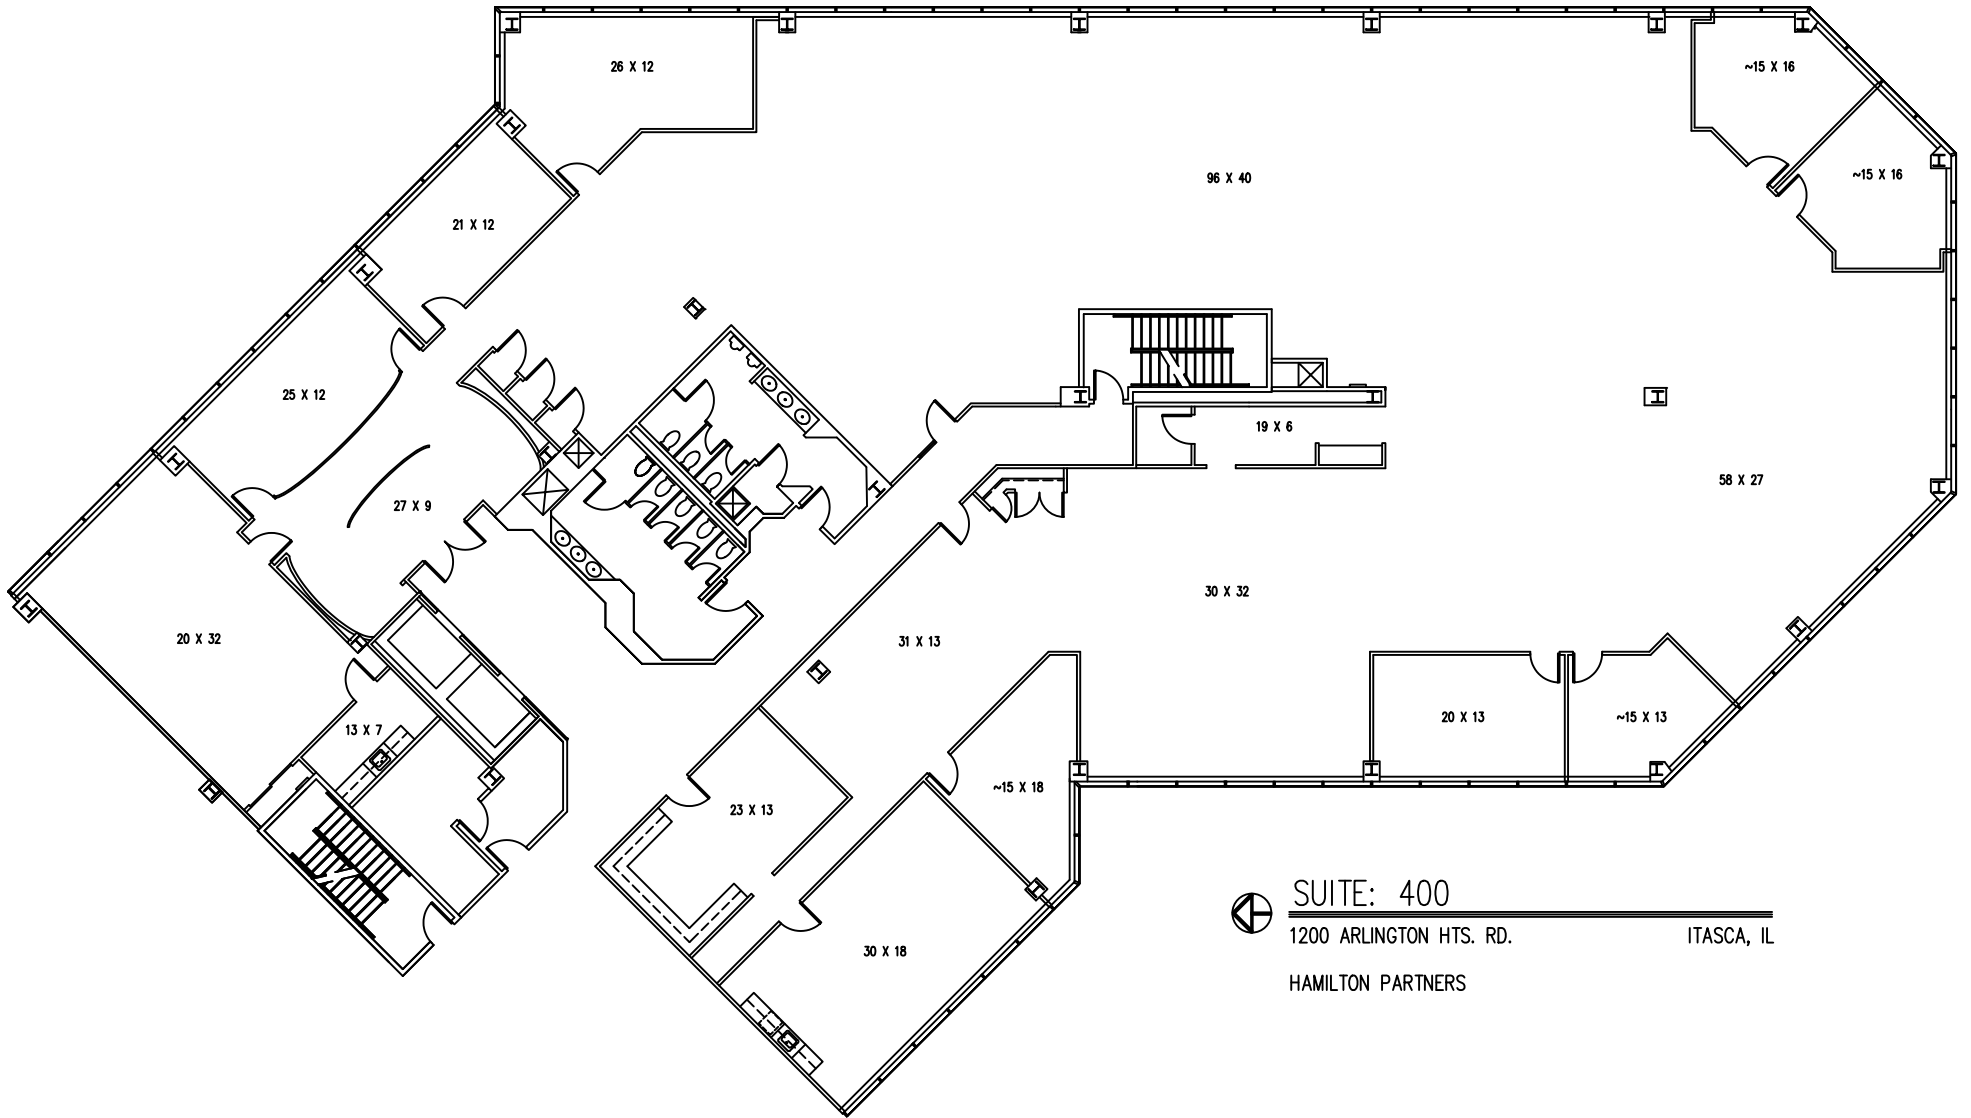 26 X 12
~15 X 16
96 X 40
~15 X 16
21 X 12
25 X 12
19 X 6
58 X 27
27 X 9
30 X 32
20 X 32
31 X 13
13 X 7
20 X 13
~15 X 13
~15 X 18
23 X 13
30 X 18
SUITE: 400
1200 ARLINGTON HTS. RD. ITASCA, IL
HAMILTON PARTNERS